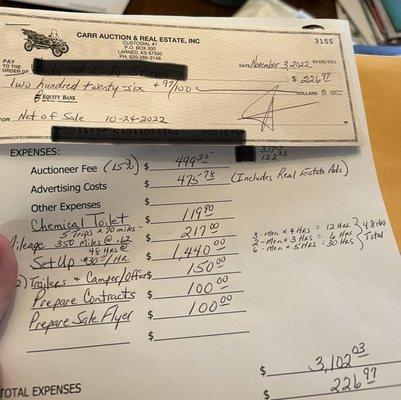 CARR AUCTION & REAL ESTATE, INC
CUSTODIAL #1
P.O. BOX 300
LARNED, KS 67550
PH. 620-285-3148
3155
DATE November 3, 2022
PAY TO THE ORDER OF
$ 226 97
Two hundred twenty six + 97/100 DOLLARS
EQUITY BANK
FOR Net of Sale 10-24-2022
EXPENSES:
Auctioneer Fee (15%) $ 499 35
Advertising Costs $ 475 78 (Includes Real Estate Ads)
Other Expenses $
Chemical Toilet $ 119 90
5 Trips x 70 miles -
Mileage 350 Miles @ .62 $ 217 00
48 Hrs @
Set Up $30 = / Hr. $ 1,440 00
3-men x 4 Hrs = 12 Hrs.
2-men x 3 Hrs = 6 Hrs
6-men x 5 Hrs = 30 Hrs
48 Hrs Total
2) Trailers + Camper/Office $ 150 00
Prepare Contracts $ 100 00
Prepare Sale Flyer $ 100 00
$
$ 3,102 03
TOTAL EXPENSES $ 226 97